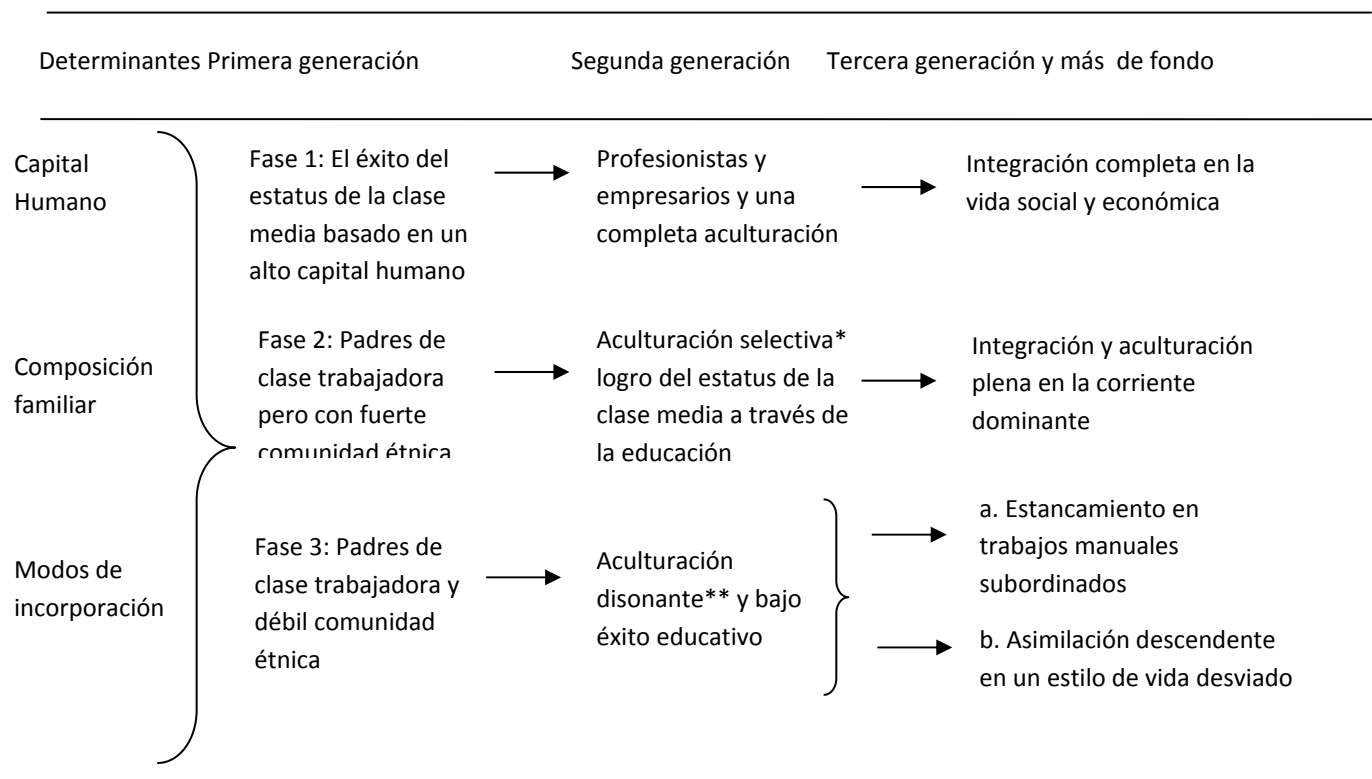 Determinantes Primera generación Segunda generación Tercera generación y más de fondo
Capital
Humano
Fase 1: El éxito del
estatus de la clase
media basado en un
alto capital humano
Profesionistas y
empresarios y una
completa aculturación
Integración completa en la
vida social y económica
Composición
familiar
Fase 2: Padres de
clase trabajadora
pero con fuerte
comunidad étnica
Aculturación selectiva*
logro del estatus de la
clase media a través de
la educación
Integración y aculturación
plena en la corriente
dominante
Modos de
incorporación
Fase 3: Padres de
clase trabajadora y
débil comunidad
étnica
Aculturación
disonante** y bajo
éxito educativo
a. Estancamiento en
trabajos manuales
subordinados
b. Asimilación descendente
en un estilo de vida desviado